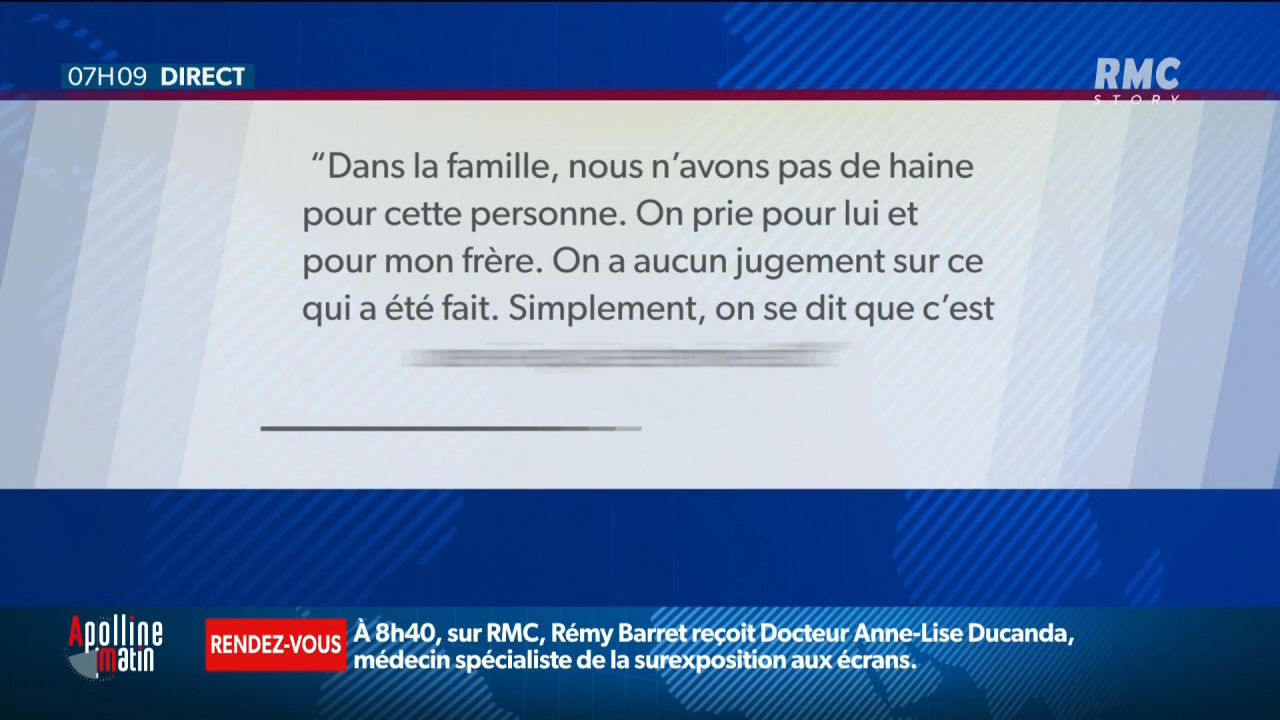 07H09 DIRECT
RMC
STORY
“Dans la famille, nous n’avons pas de haine
pour cette personne. On prie pour lui et
pour mon frère. On a aucun jugement sur ce
qui a été fait. Simplement, on se dit que c’est
Apolline
Matin
RENDEZ-VOUS
À 8h40, sur RMC, Rémy Barret reçoit Docteur Anne-Lise Ducanda,
médecin spécialiste de la surexposition aux écrans.